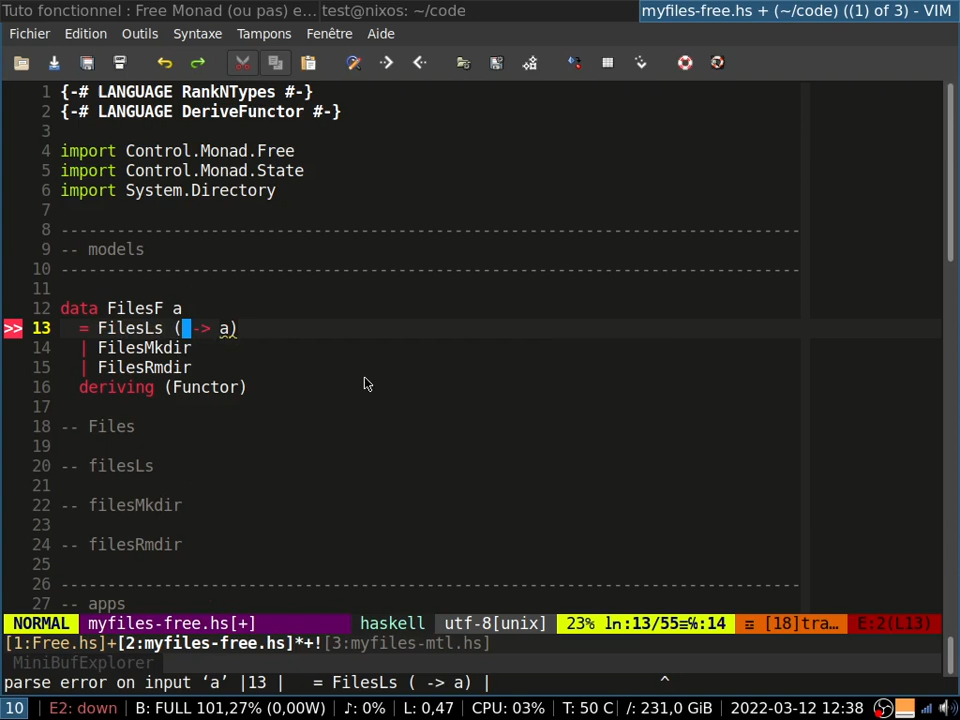 Tuto fonctionnel : Free Monad (ou pas) e... test@nixos: ~/code myfiles-free.hs + (~/code) ((1) of 3) - VIM
Fichier Edition Outils Syntaxe Tampons Fenêtre Aide
1 {-# LANGUAGE RankNTypes #-}
2 {-# LANGUAGE DeriveFunctor #-}
3
4 import Control.Monad.Free
5 import Control.Monad.State
6 import System.Directory
7
8 -------------------------------------------------------------------------------
9 -- models
10 -------------------------------------------------------------------------------
11
12 data FilesF a
>> 13 = FilesLs ( -> a)
14 | FilesMkdir
15 | FilesRmdir
16 deriving (Functor)
17
18 -- Files
19
20 -- filesLs
21
22 -- filesMkdir
23
24 -- filesRmdir
25
26 -------------------------------------------------------------------------------
27 -- apps
NORMAL myfiles-free.hs[+] haskell utf-8[unix] 23% ln:13/55≡℅:14 ≡ [18]tra… E:2(L13)
[1:Free.hs]+[2:myfiles-free.hs]*+![3:myfiles-mtl.hs]
MiniBufExplorer
parse error on input ‘a’ |13 | = FilesLs ( -> a) | ^
10 E2: down | B: FULL 101,27% (0,00W) | ♪: 0% | L: 0,47 | CPU: 03% | T: 50 C | /: 231,0 GiB | 2022-03-12 12:38